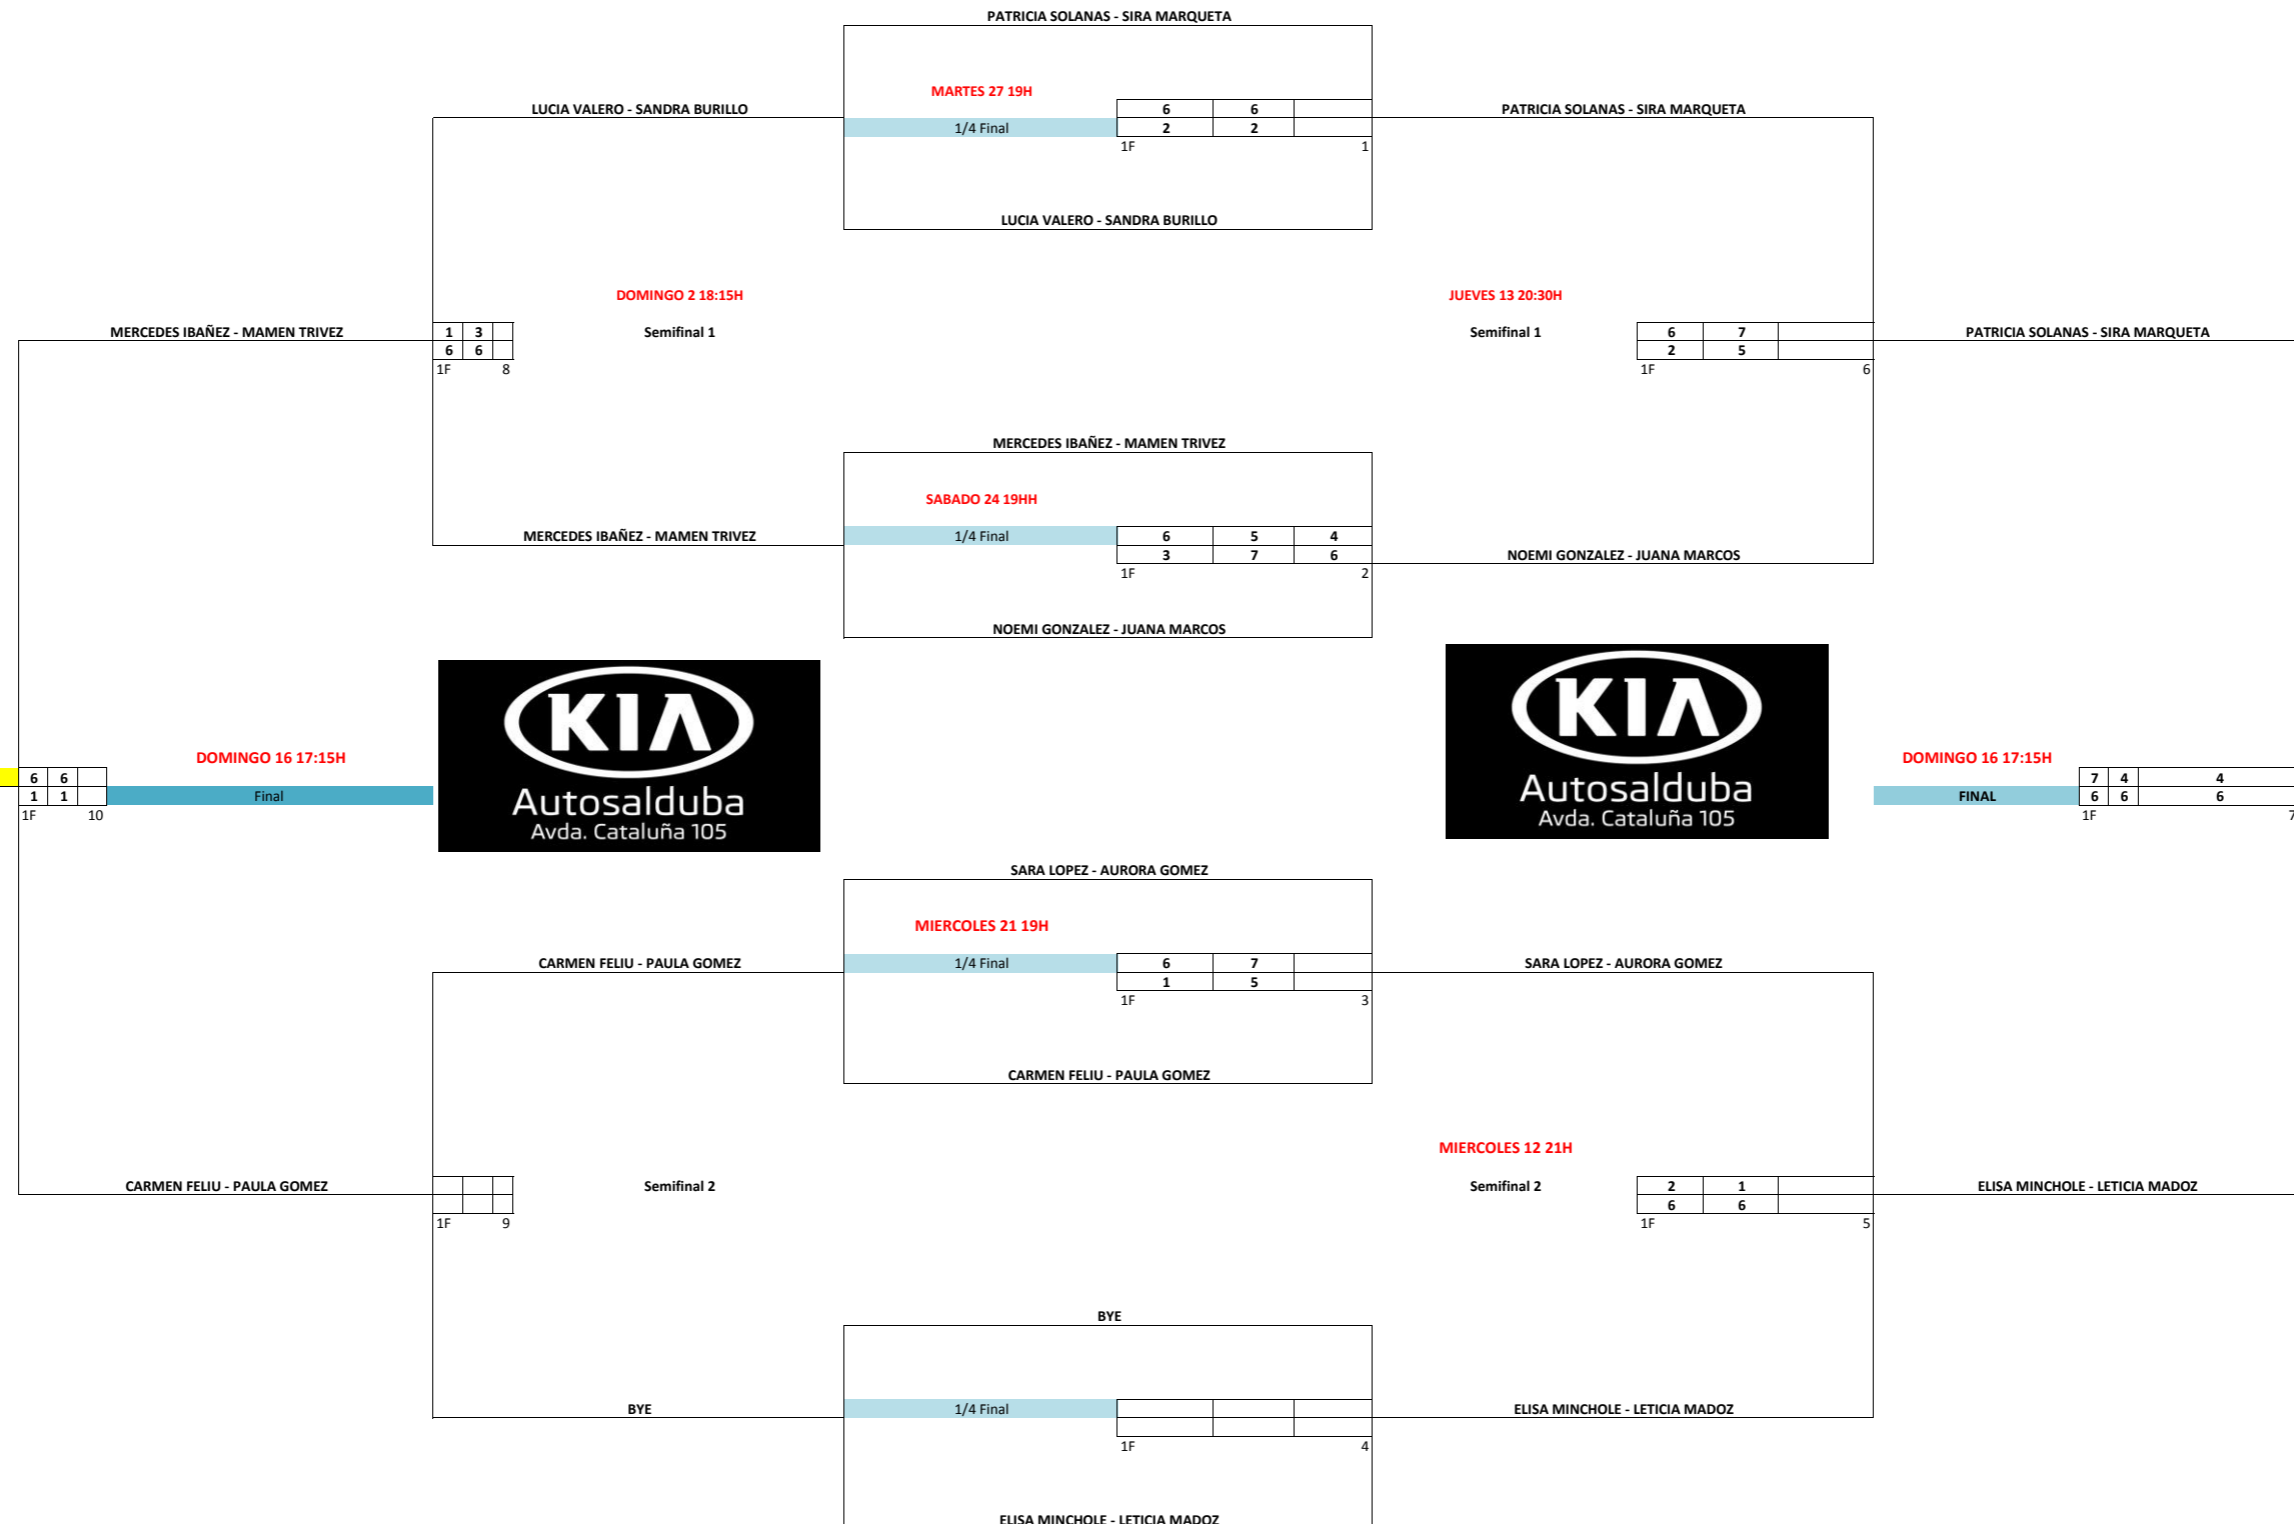 PATRICIA SOLANAS - SIRA MARQUETA
MARTES 27 19H
LUCIA VALERO - SANDRA BURILLO 6 6 PATRICIA SOLANAS - SIRA MARQUETA
1/4 Final 2 2
1F 1
LUCIA VALERO - SANDRA BURILLO
DOMINGO 2 18:15H JUEVES 13 20:30H
MERCEDES IBAÑEZ - MAMEN TRIVEZ 1 3 Semifinal 1 Semifinal 1 6 7 PATRICIA SOLANAS - SIRA MARQUETA
6 6 2 5
1F 8 1F 6
MERCEDES IBAÑEZ - MAMEN TRIVEZ
SABADO 24 19HH
MERCEDES IBAÑEZ - MAMEN TRIVEZ 1/4 Final 6 5 4
3 7 6 NOEMI GONZALEZ - JUANA MARCOS
1F 2
NOEMI GONZALEZ - JUANA MARCOS
KIA KIA
DOMINGO 16 17:15H DOMINGO 16 17:15H
6 6 7 4 4
1 1 Final Autosalduba Autosalduba FINAL 6 6 6
1F 10 Avda. Cataluña 105 Avda. Cataluña 105 1F 7
SARA LOPEZ - AURORA GOMEZ
MIERCOLES 21 19H
CARMEN FELIU - PAULA GOMEZ 1/4 Final 6 7 SARA LOPEZ - AURORA GOMEZ
1 5
1F 3
CARMEN FELIU - PAULA GOMEZ
MIERCOLES 12 21H
CARMEN FELIU - PAULA GOMEZ Semifinal 2 Semifinal 2 2 1 ELISA MINCHOLE - LETICIA MADOZ
6 6
1F 9 1F 5
BYE
BYE 1/4 Final ELISA MINCHOLE - LETICIA MADOZ
1F 4
ELISA MINCHOLE - LETICIA MADOZ